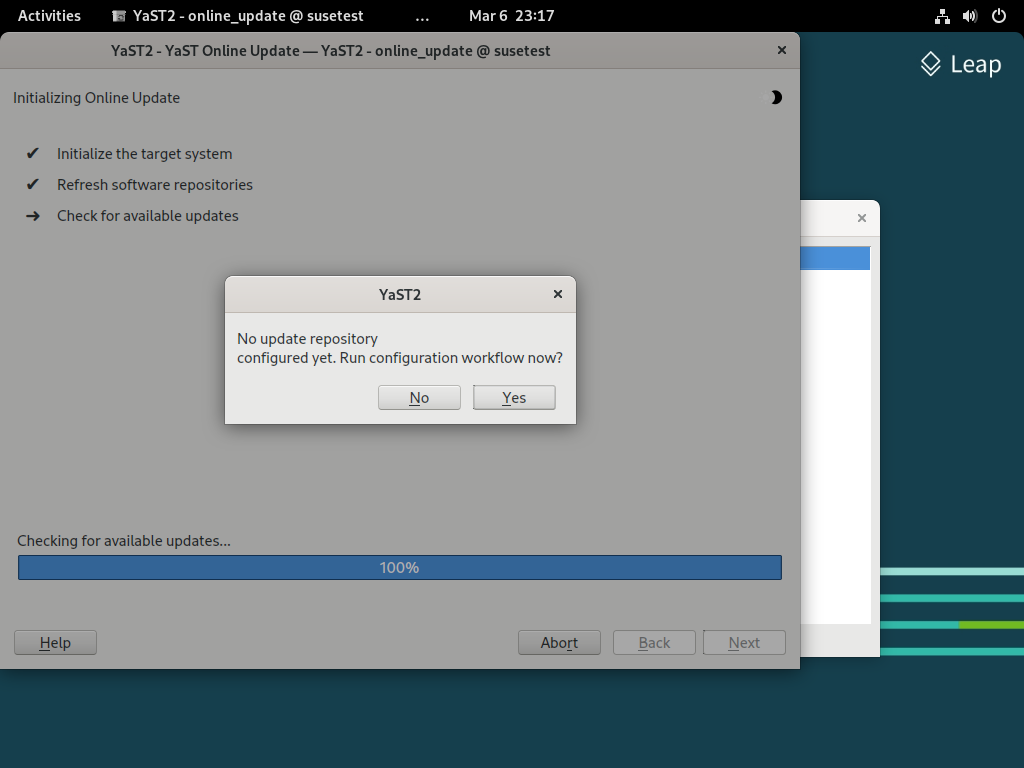 Activities YaST2 - online_update @ susetest ... Mar 6 23:17
YaST2 - YaST Online Update — YaST2 - online_update @ susetest
Leap
Initializing Online Update
✔ Initialize the target system
✔ Refresh software repositories
➔ Check for available updates
YaST2
No update repository
configured yet. Run configuration workflow now?
No Yes
Checking for available updates...
100%
Help Abort Back Next